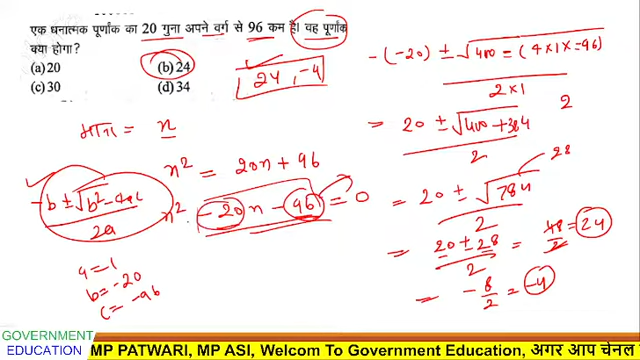 एक धनात्मक पूर्णांक का 20 गुना अपने वर्ग से 96 कम है। वह पूर्णांक
क्या होगा?
(a) 20 (b) 24
(c) 30 (d) 34
24, -4
माना = n
n² = 20n + 96
n² - 20n - 96 = 0
-b ± √b² - 4ac
2a
a = -1
b = -20
c = -96
-(-20) ± √400 = (4×1×=96)
2×1
= 20 ± √400 + 384
2
2
= 20 ± √784
2
28
= 20 ± 28 = 48 = 24
2 2
= -8 = -4
2
GOVERNMENT
EDUCATION
MP PATWARI, MP ASI, Welcom To Government Education, अगर आप चेनल